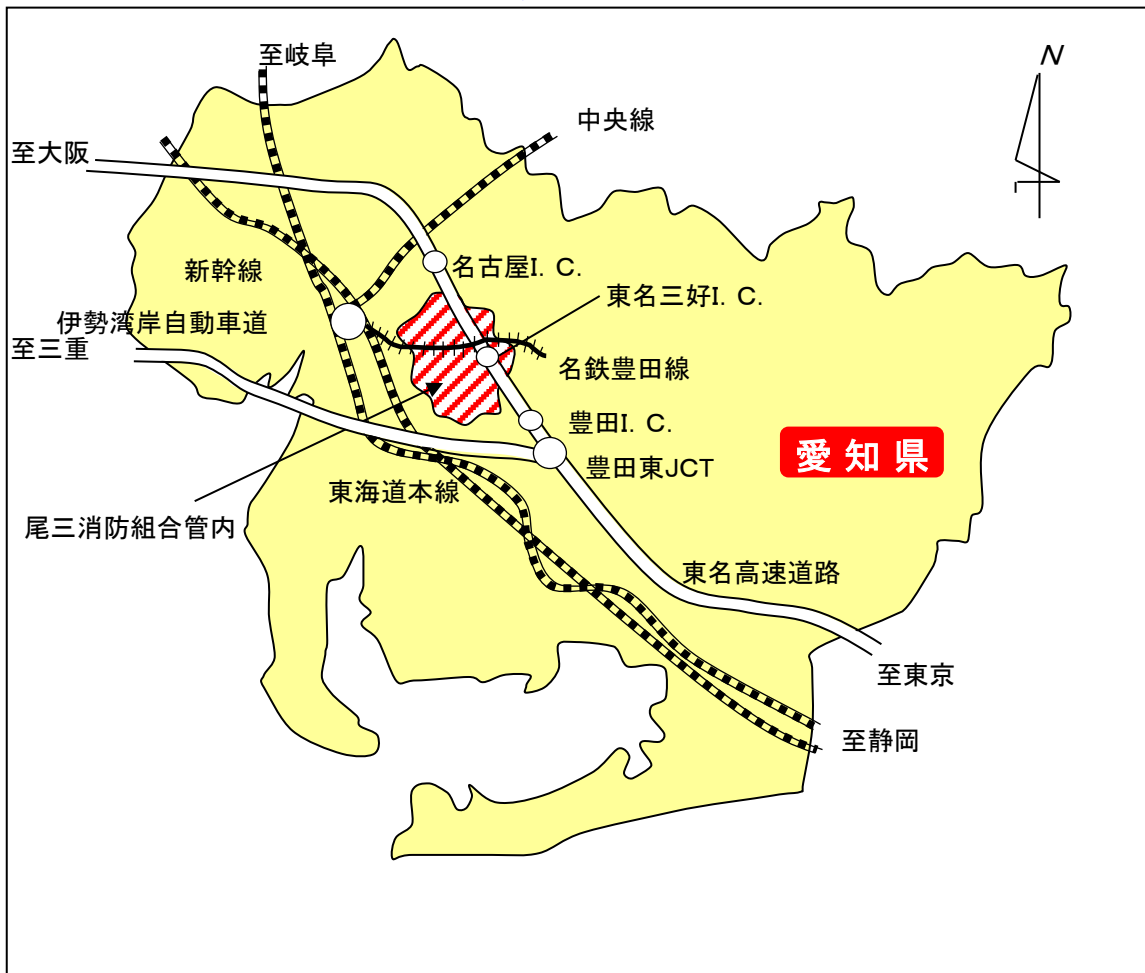 至岐阜
N
中央線
至大阪
新幹線
名古屋I. C.
東名三好I. C.
伊勢湾岸自動車道
至三重
名鉄豊田線
豊田I. C.
愛知県
豊田東JCT
東海道本線
尾三消防組合管内
東名高速道路
至東京
至静岡